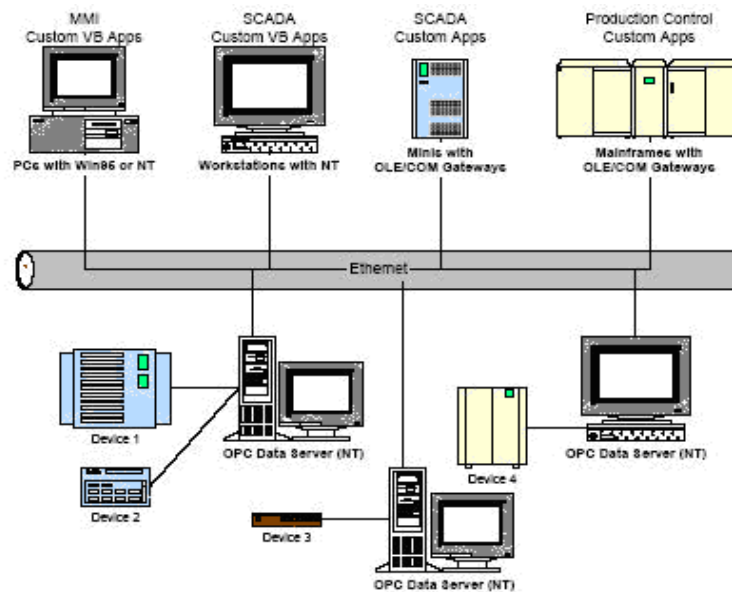 MMI
Custom VB Apps
SCADA
Custom VB Apps
SCADA
Custom Apps
Production Control
Custom Apps
PCs with Win95 or NT
Workstations with NT
Minis with
OLE/COM Gateways
Mainframes with
OLE/COM Gateways
Ethernet
Device 1
OPC Data Server (NT)
Device 2
Device 3
OPC Data Server (NT)
Device 4
OPC Data Server (NT)